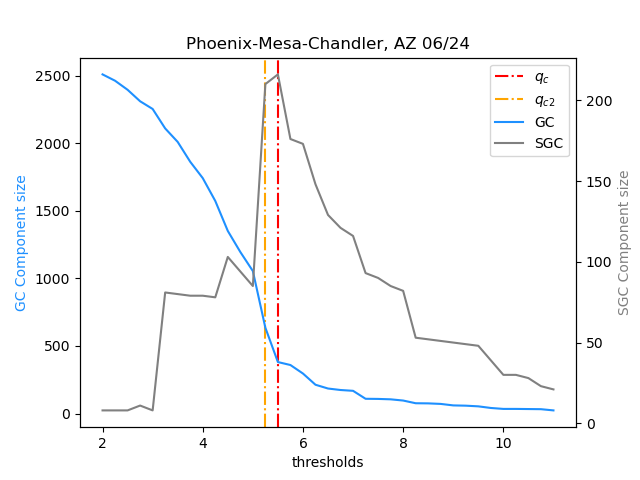 Phoenix-Mesa-Chandler, AZ 06/24
GC Component size
2500
2000
1500
1000
500
0
q_c
q_c2
GC
SGC
200
150
100
50
0
SGC Component size
2 4 6 8 10
thresholds